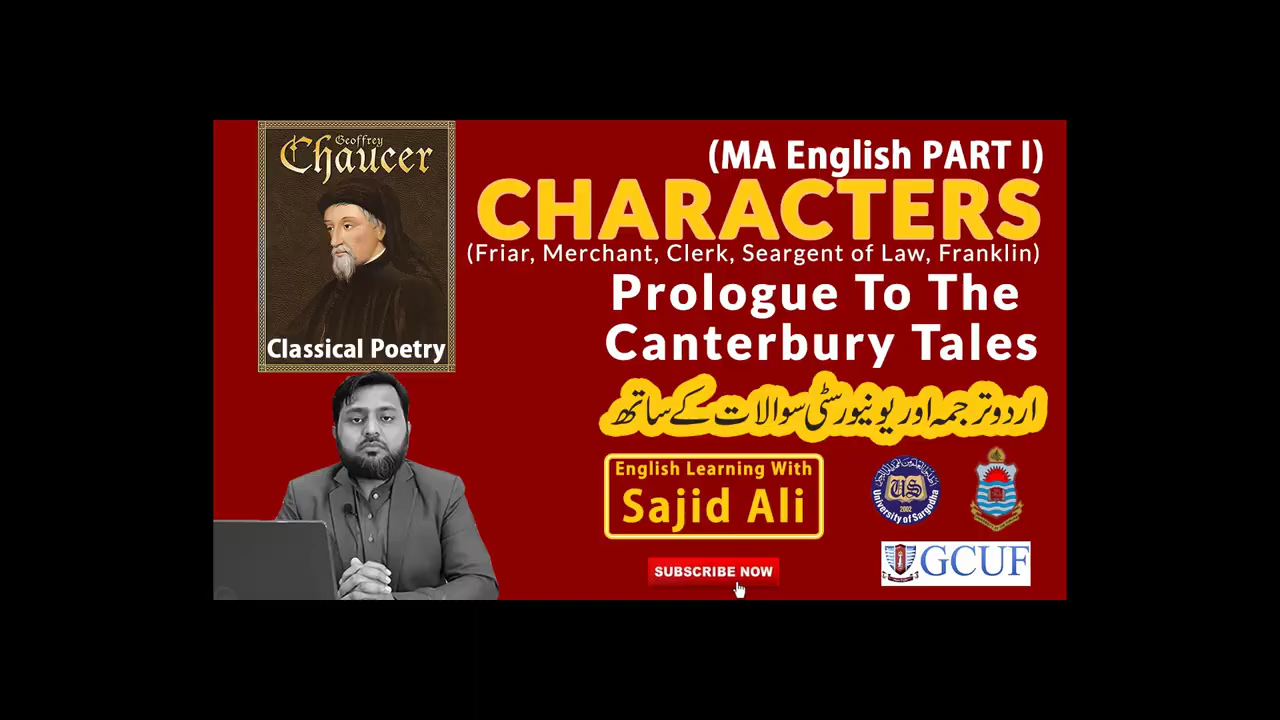 Geoffrey
Chaucer
Classical Poetry
(MA English PART I)
CHARACTERS
(Friar, Merchant, Clerk, Seargent of Law, Franklin)
Prologue To The
Canterbury Tales
اردو ترجمہ اور یونیورسٹی سوالات کے ساتھ
English Learning With
Sajid Ali
US
2002
University of Sargodha
GCUF
SUBSCRIBE NOW